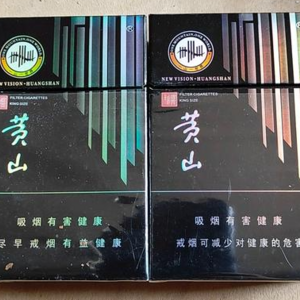 NEW VISION·HUANGSHAN
FILTER CIGARETTES
KING SIZE
黄山
吸烟有害健康
尽早戒烟有益健康
NEW VISION·HUANGSHAN
FILTER CIGARETTES
KING SIZE
黄山
吸烟有害健康
戒烟可减少对健康的危害